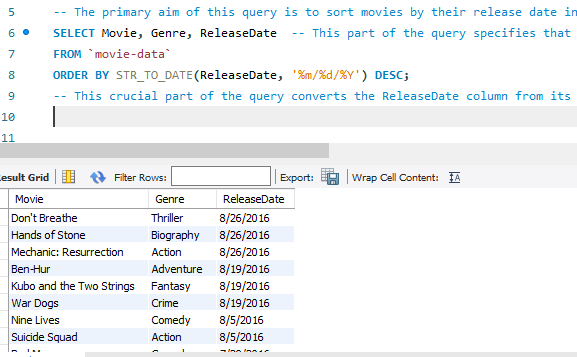 5 -- The primary aim of this query is to sort movies by their release date in
6 SELECT Movie, Genre, ReleaseDate -- This part of the query specifies that
7 FROM `movie-data`
8 ORDER BY STR_TO_DATE(ReleaseDate, '%m/%d/%Y') DESC;
9 -- This crucial part of the query converts the ReleaseDate column from its
10
11
esult Grid Filter Rows: Export: Wrap Cell Content:
Movie Genre ReleaseDate
Don't Breathe Thriller 8/26/2016
Hands of Stone Biography 8/26/2016
Mechanic: Resurrection Action 8/26/2016
Ben-Hur Adventure 8/19/2016
Kubo and the Two Strings Fantasy 8/19/2016
War Dogs Crime 8/19/2016
Nine Lives Comedy 8/5/2016
Suicide Squad Action 8/5/2016